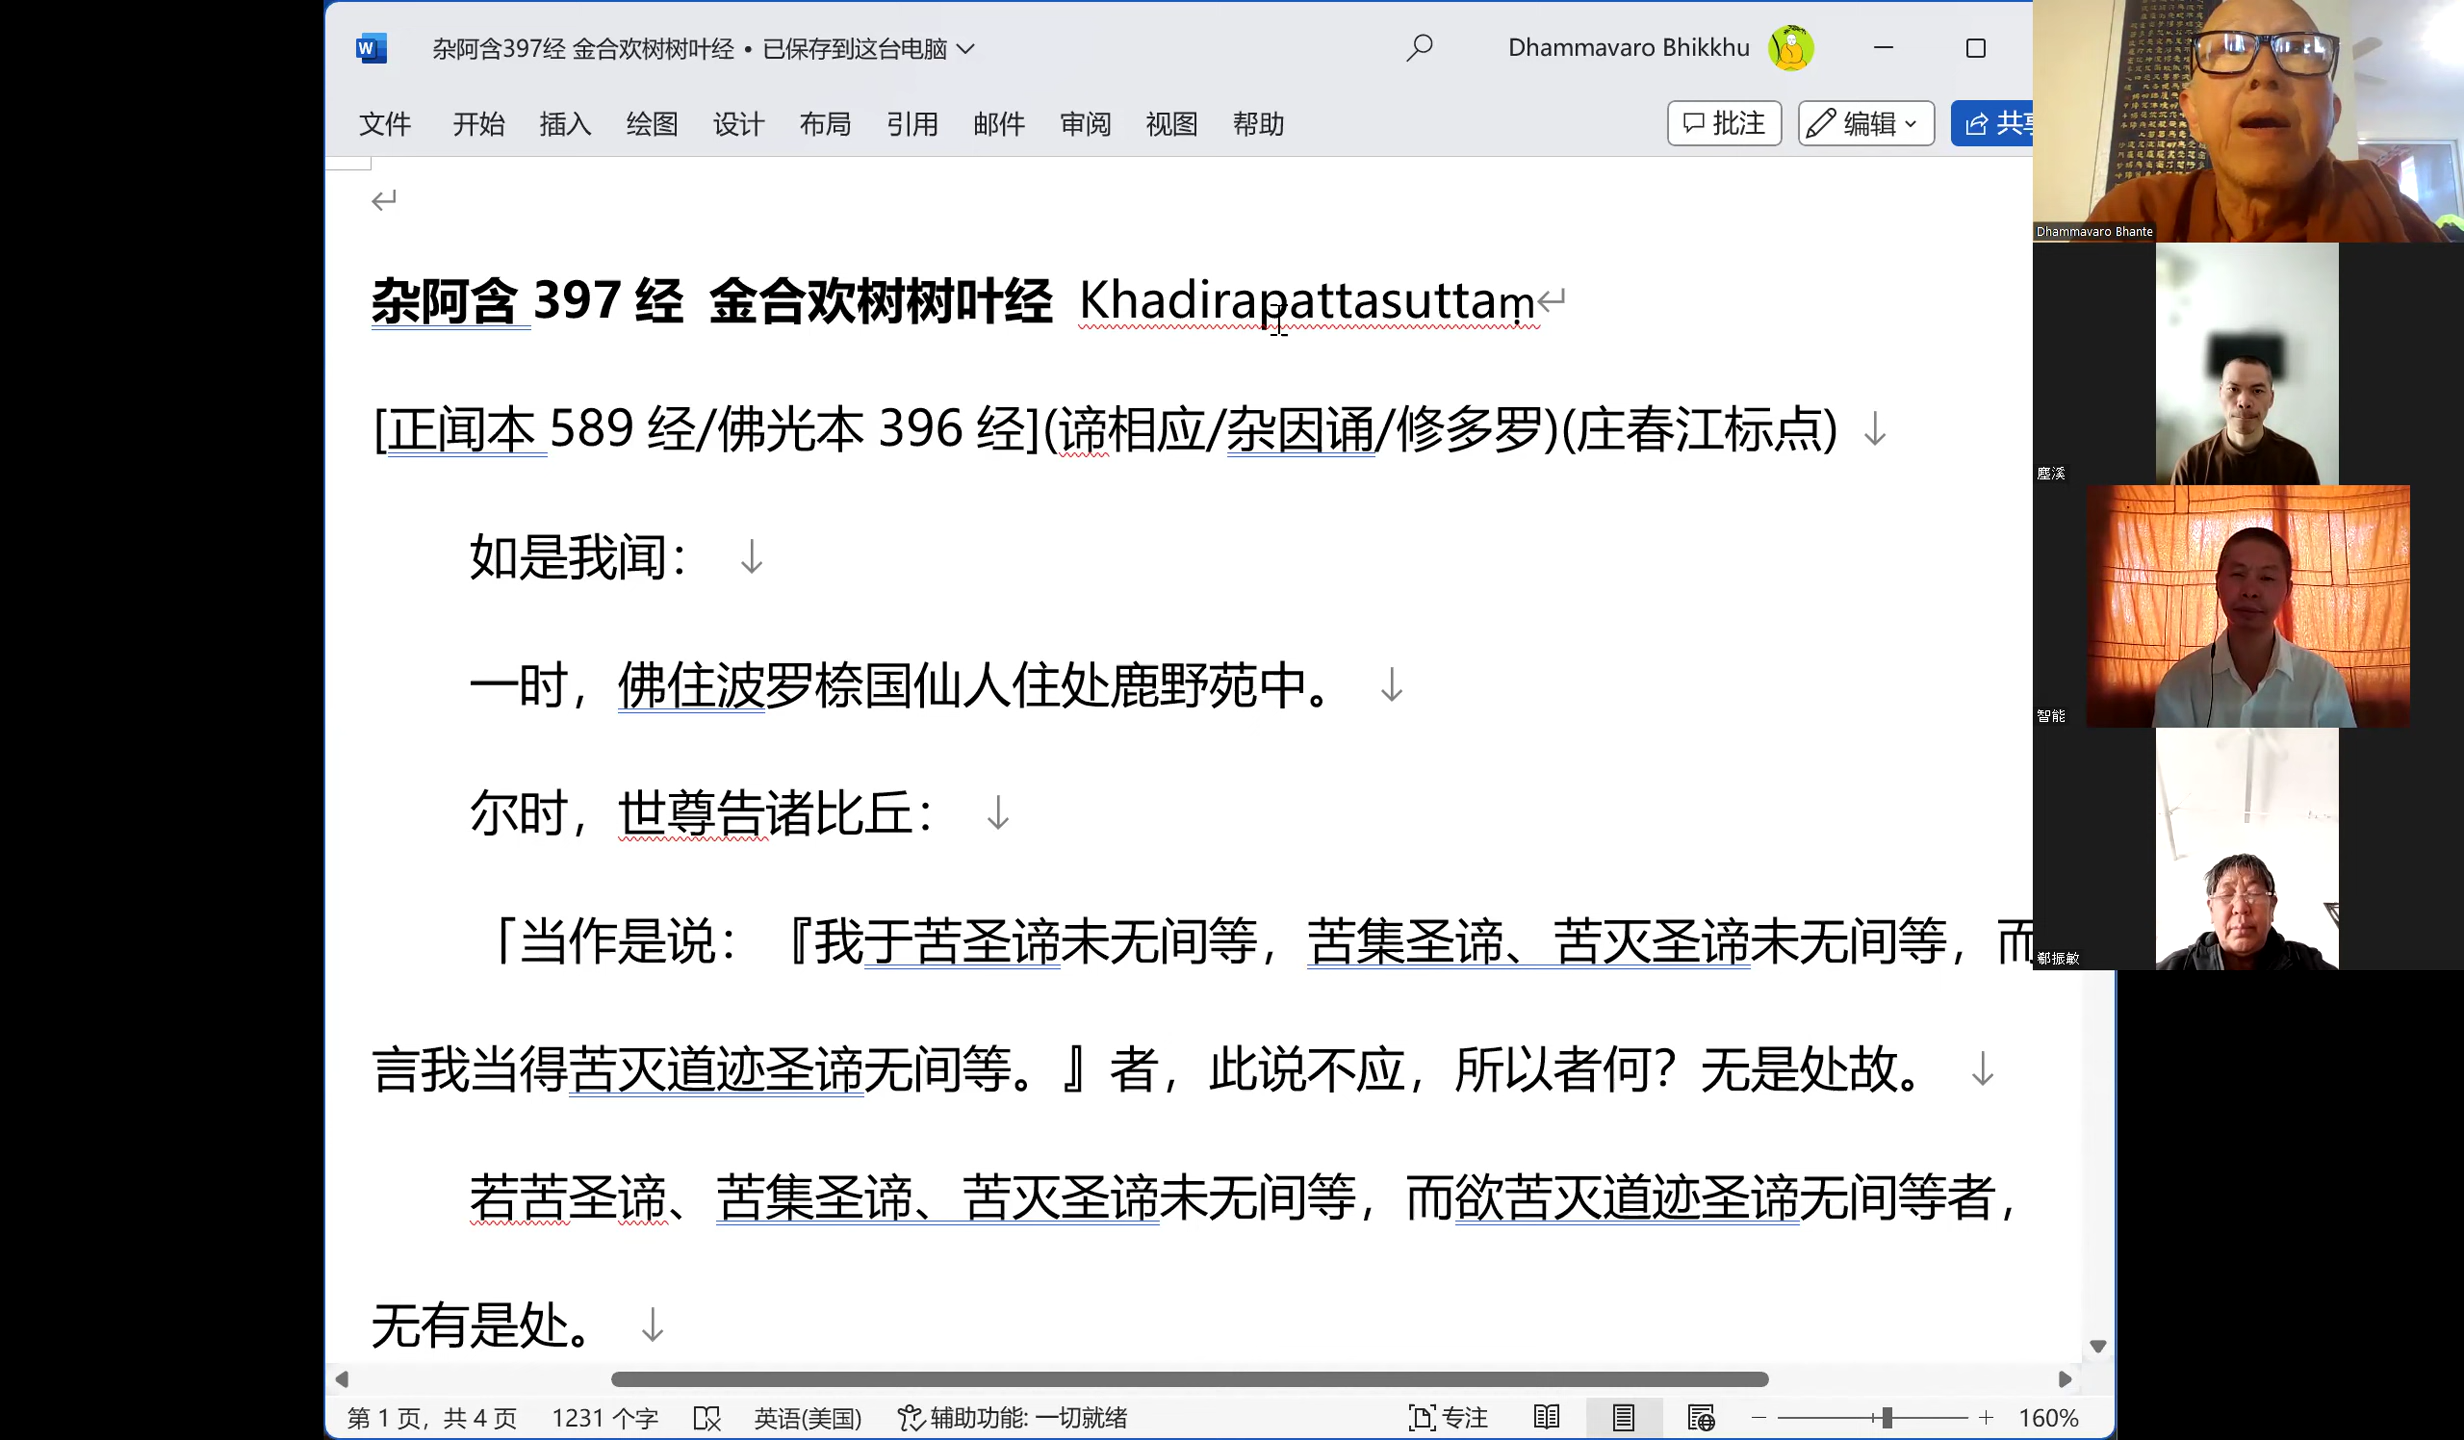 杂阿含397经 金合欢树树叶经 • 已保存到这台电脑
Dhammavaro Bhikkhu
文件 开始 插入 绘图 设计 布局 引用 邮件 审阅 视图 帮助
批注 编辑 共享
杂阿含 397 经 金合欢树树叶经 Khadirapattasuttaṃ
[正闻本 589 经/佛光本 396 经](谛相应/杂因诵/修多罗)(庄春江标点)
如是我闻：
一时，佛住波罗㮈国仙人住处鹿野苑中。
尔时，世尊告诸比丘：
「当作是说：『我于苦圣谛未无间等，苦集圣谛、苦灭圣谛未无间等，而
言我当得苦灭道迹圣谛无间等。』者，此说不应，所以者何？无是处故。
若苦圣谛、苦集圣谛、苦灭圣谛未无间等，而欲苦灭道迹圣谛无间等者，
无有是处。
第 1 页，共 4 页 1231 个字 英语(美国) 辅助功能: 一切就绪 专注 160%
Dhammavaro Bhante
智能
郗振敏